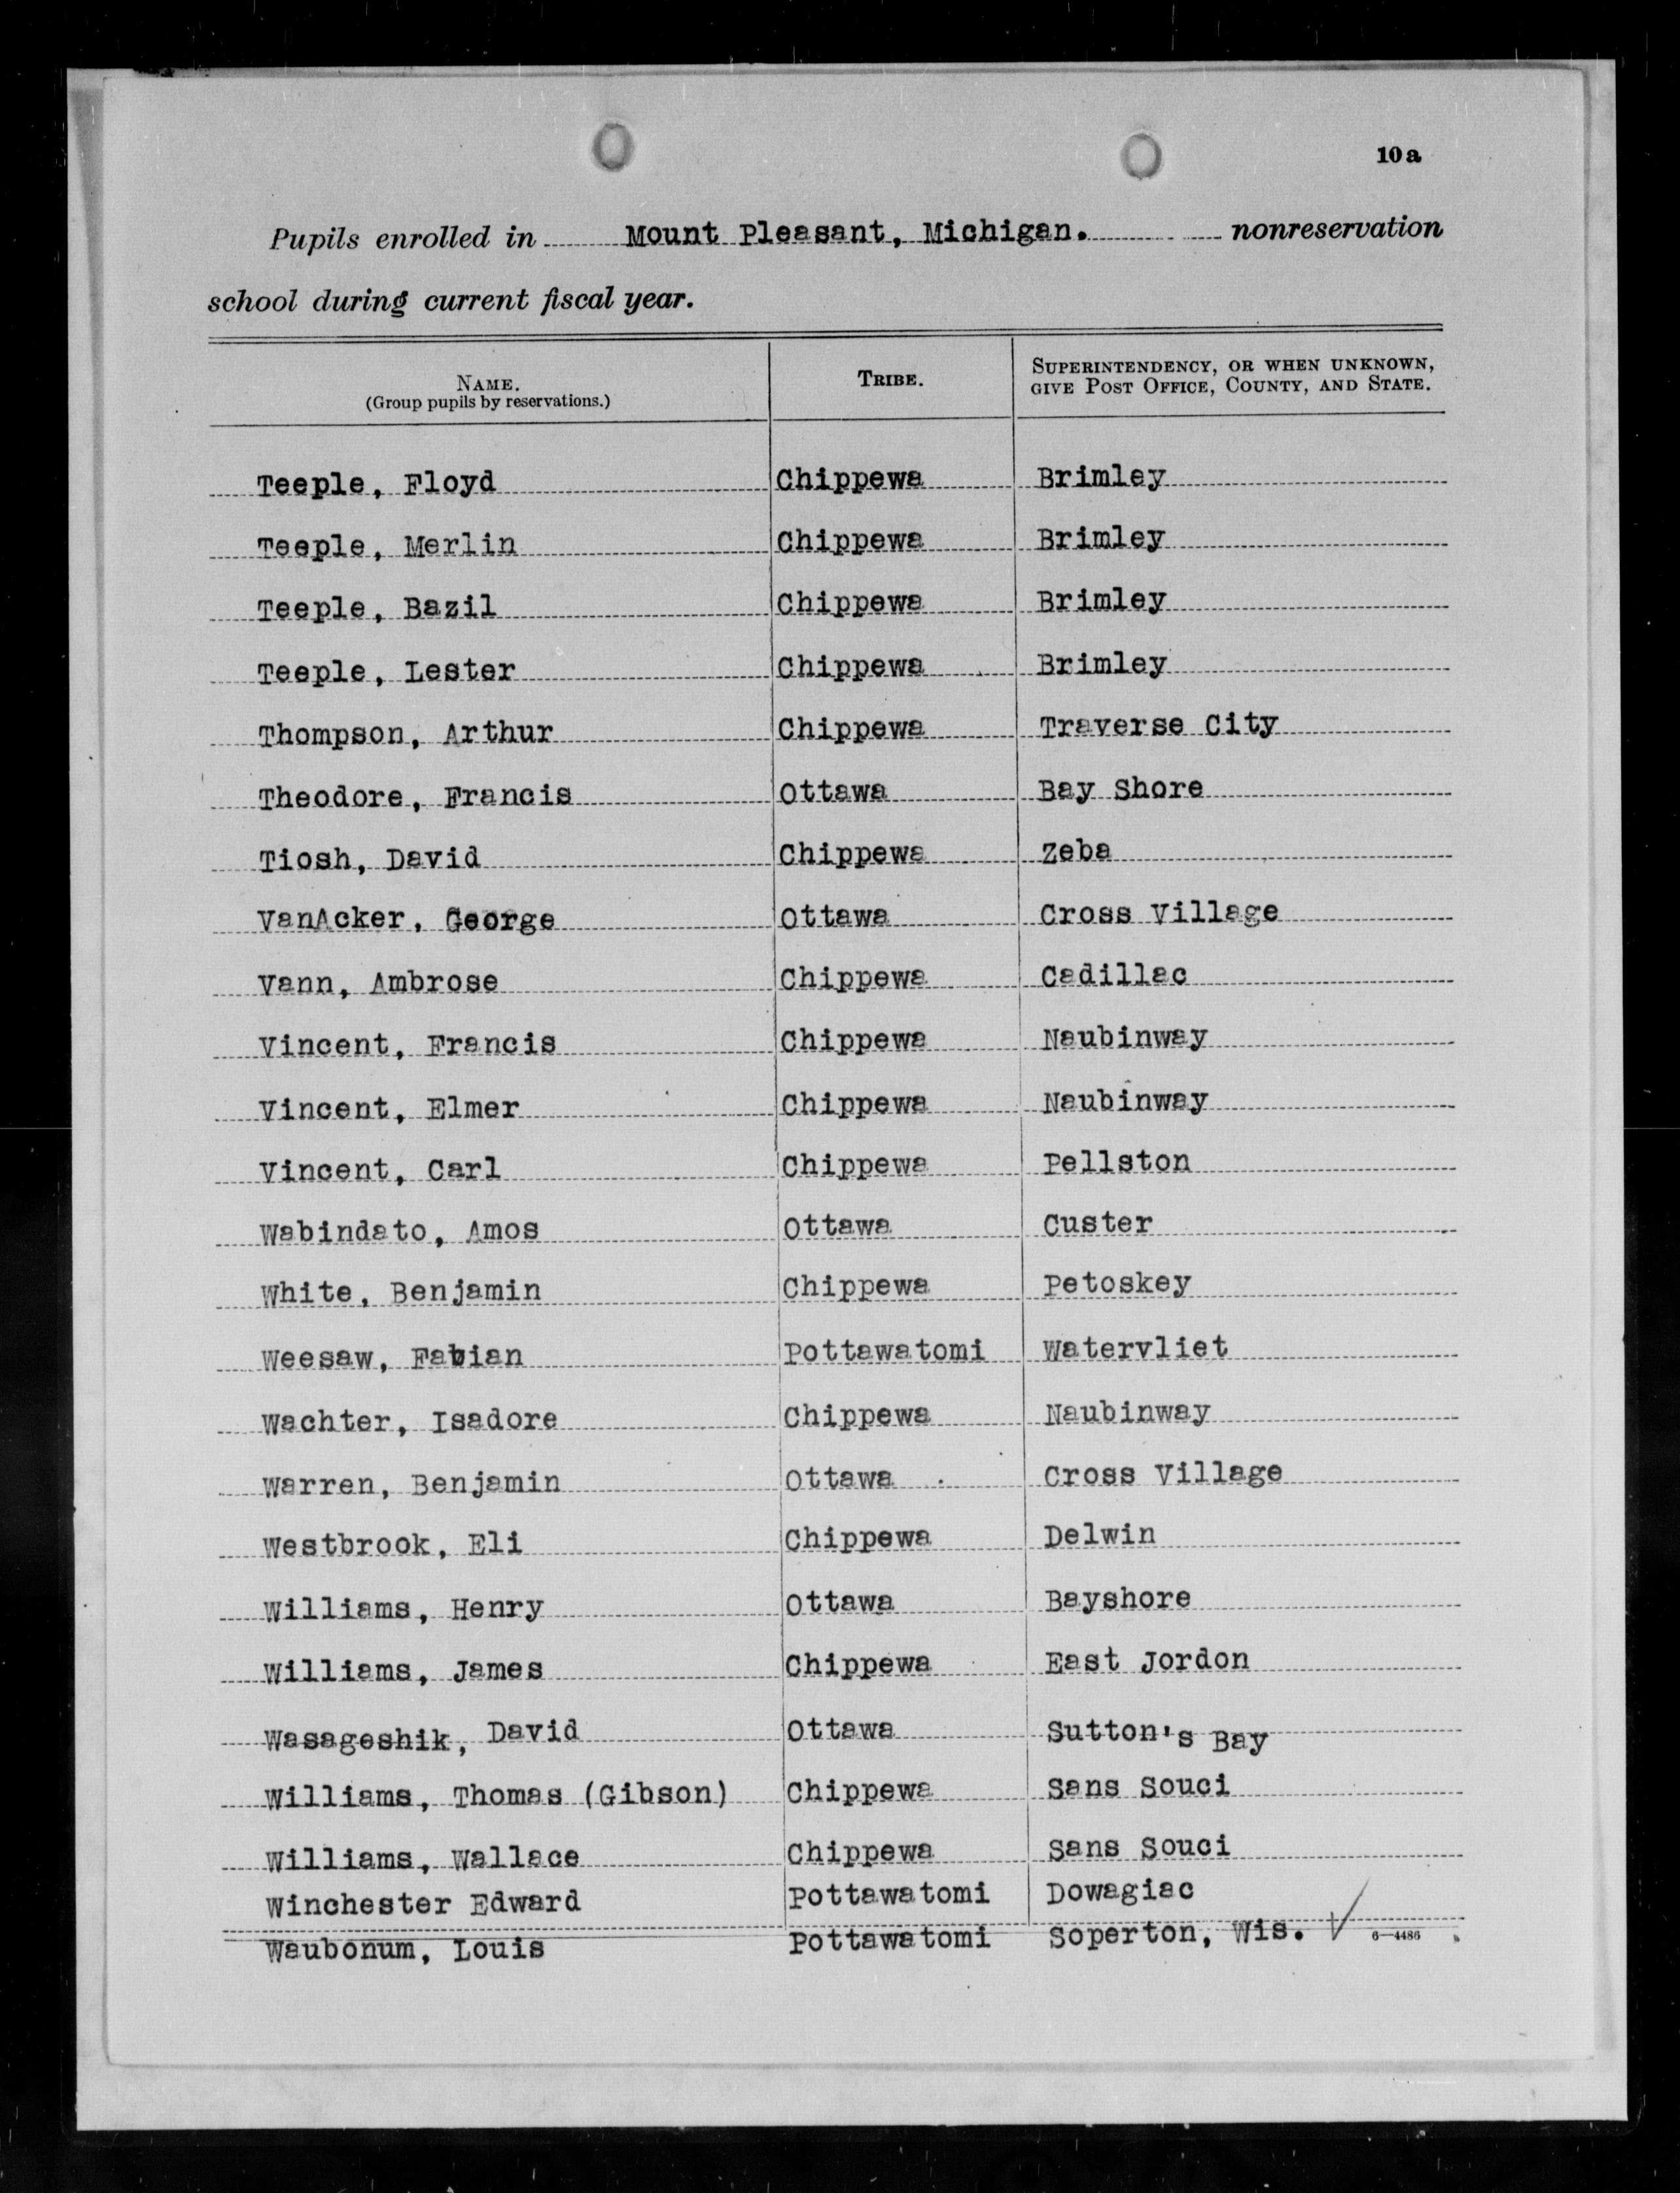 10a
Pupils enrolled in Mount Pleasant, Michigan. nonreservation
school during current fiscal year.
NAME. TRIBE. SUPERINTENDENCY, OR WHEN UNKNOWN,
(Group pupils by reservations.) GIVE POST OFFICE, COUNTY, AND STATE.
Teeple, Floyd Chippewa Brimley
Teeple, Merlin Chippewa Brimley
Teeple, Bazil Chippewa Brimley
Teeple, Lester Chippewa Brimley
Thompson, Arthur Chippewa Traverse City
Theodore, Francis Ottawa Bay Shore
Tiosh, David Chippewa Zeba
VanAcker, George Ottawa Cross Village
Vann, Ambrose Chippewa Cadillac
Vincent, Francis Chippewa Naubinway
Vincent, Elmer Chippewa Naubinway
Vincent, Carl Chippewa Pellston
Wabindato, Amos Ottawa Custer
White, Benjamin Chippewa Petoskey
Weesaw, Fabian Pottawatomi Watervliet
Wachter, Isadore Chippewa Naubinway
Warren, Benjamin Ottawa Cross Village
Westbrook, Eli Chippewa Delwin
Williams, Henry Ottawa Bayshore
Williams, James Chippewa East Jordon
Wasageshik, David Ottawa Sutton's Bay
Williams, Thomas (Gibson) Chippewa Sans Souci
Williams, Wallace Chippewa Sans Souci
Winchester Edward Pottawatomi Dowagiac
Waubonum, Louis Pottawatomi Soperton, Wis. ✓ 6—4486